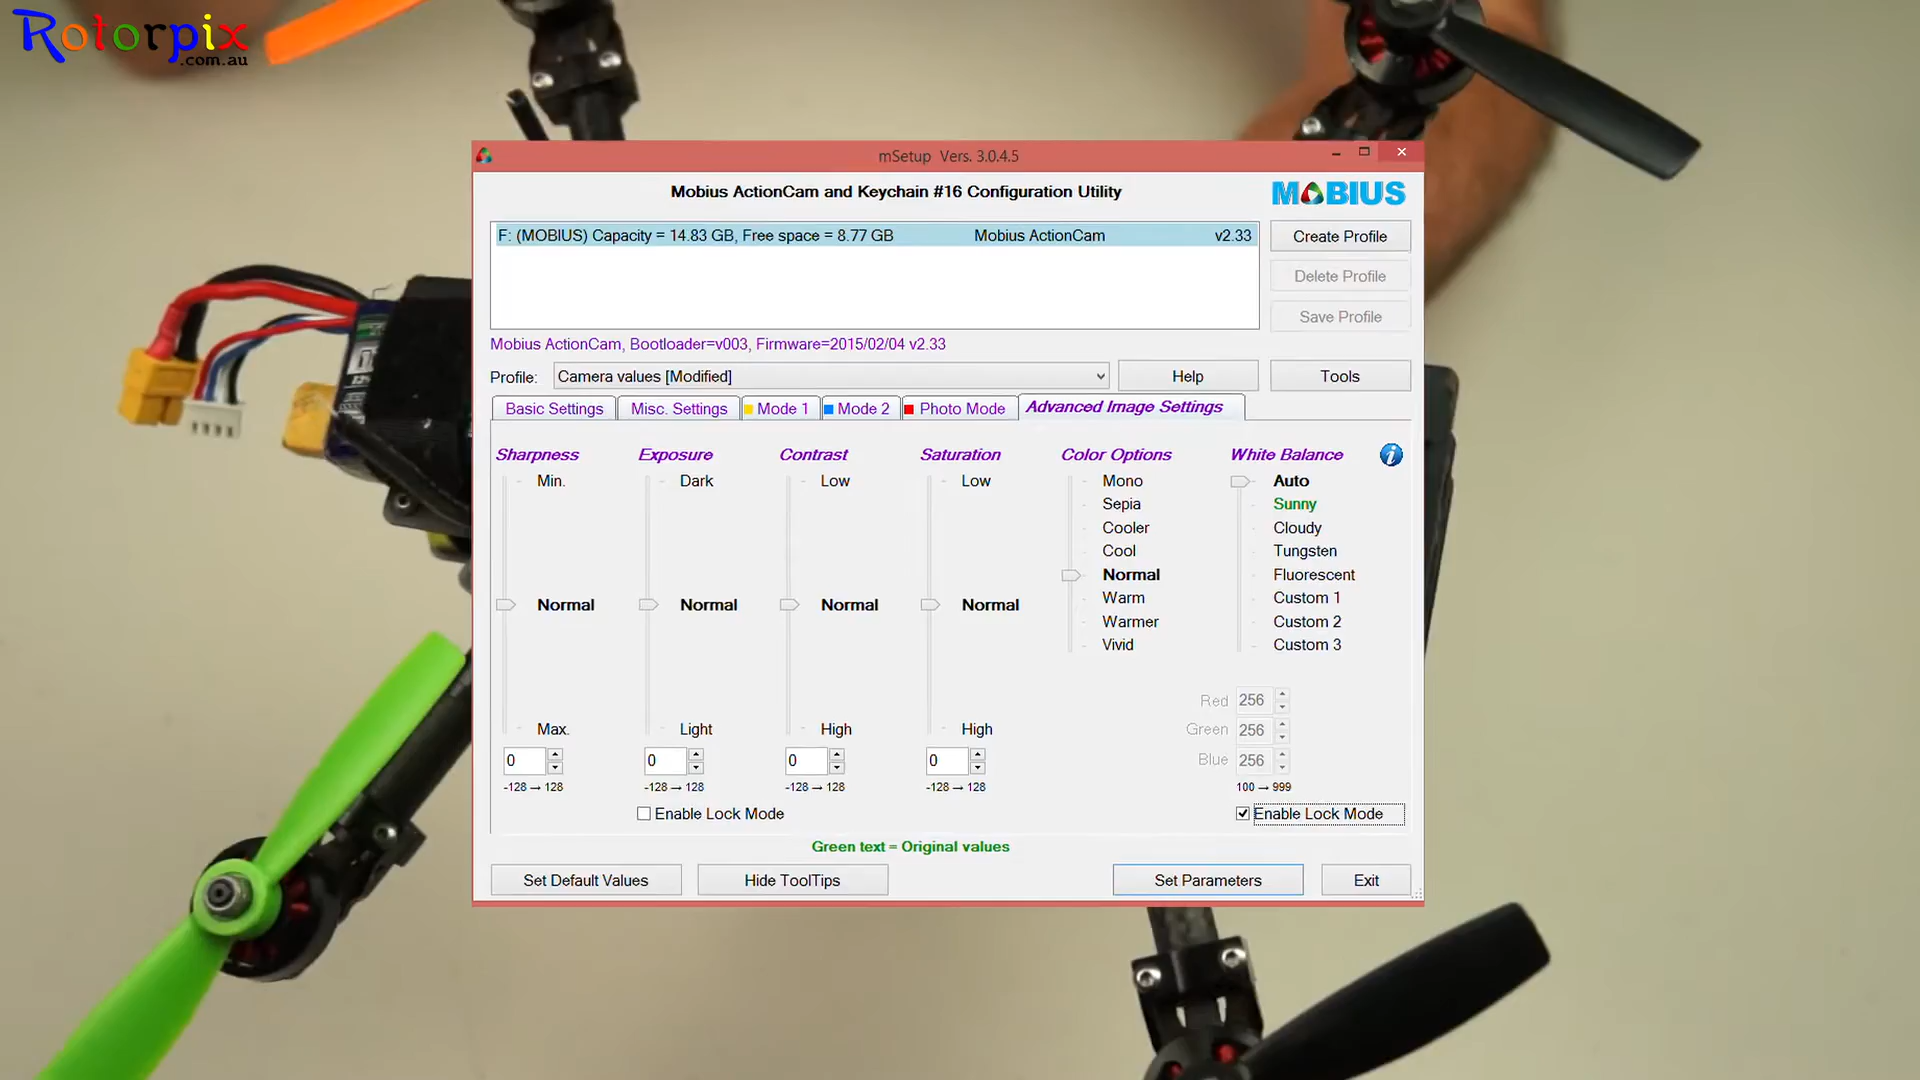 Rotorpix
.com.au
mSetup Vers. 3.0.4.5
Mobius ActionCam and Keychain #16 Configuration Utility
MOBIUS
F: (MOBIUS) Capacity = 14.83 GB, Free space = 8.77 GB Mobius ActionCam v2.33
Create Profile
Delete Profile
Save Profile
Mobius ActionCam, Bootloader=v003, Firmware=2015/02/04 v2.33
Profile: Camera values [Modified] Help Tools
Basic Settings Misc. Settings Mode 1 Mode 2 Photo Mode Advanced Image Settings
Sharpness Exposure Contrast Saturation Color Options White Balance
Min. Dark Low Low Mono Auto
Sepia Sunny
Cooler Cloudy
Cool Tungsten
Normal Fluorescent
Normal Normal Normal Normal Warm Custom 1
Warmer Custom 2
Vivid Custom 3
Red 256
Max. Light High High Green 256
0 0 0 0 Blue 256
-128 → 128 -128 → 128 -128 → 128 -128 → 128 100 → 999
Enable Lock Mode Enable Lock Mode
Green text = Original values
Set Default Values Hide ToolTips Set Parameters Exit